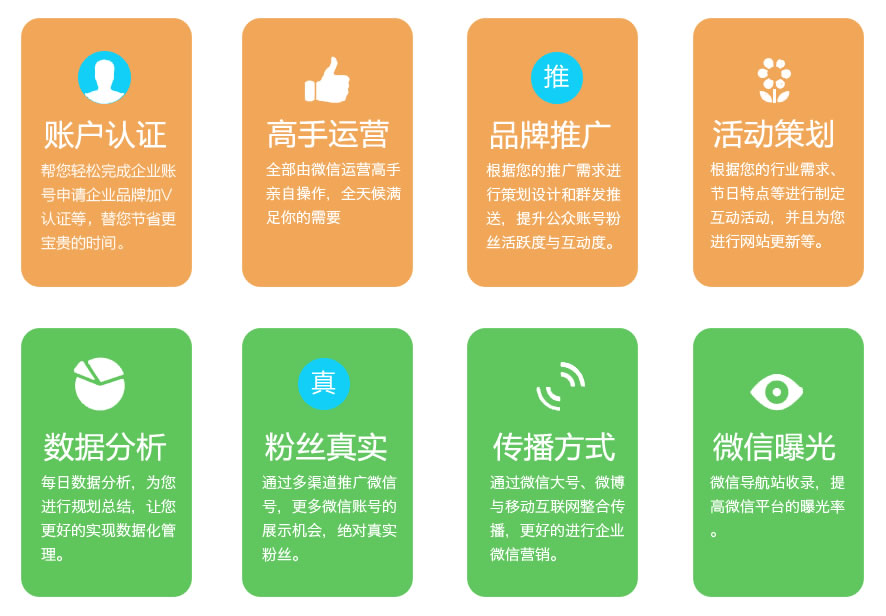 账户认证
帮您轻松完成企业账
号申请企业品牌加V
认证等，替您节省更
宝贵的时间。
高手运营
全部由微信运营高手
亲自操作，全天候满
足你的需要
推
品牌推广
根据您的推广需求进
行策划设计和群发推
送，提升公众账号粉
丝活跃度与互动度。
活动策划
根据您的行业需求、
节日特点等进行制定
互动活动，并且为您
进行网站更新等。
数据分析
每日数据分析，为您
进行规划总结，让您
更好的实现数据化管
理。
真
粉丝真实
通过多渠道推广微信
号，更多微信账号的
展示机会，绝对真实
粉丝。
传播方式
通过微信大号、微博
与移动互联网整合传
播，更好的进行企业
微信营销。
微信曝光
微信导航站收录，提
高微信平台的曝光率
。